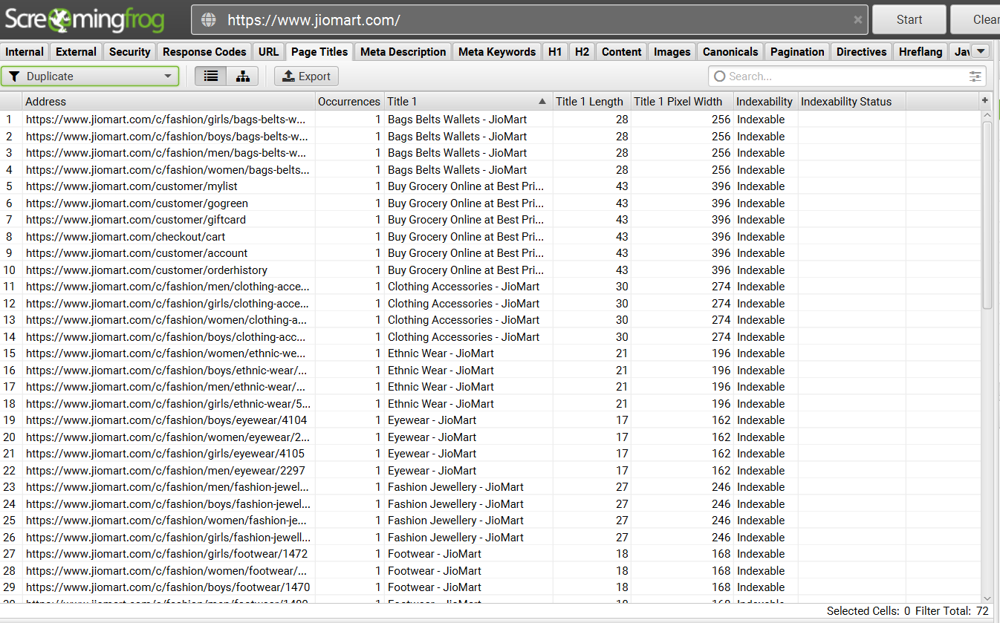 Screamingfrog https://www.jiomart.com/ × Start Clear
Internal External Security Response Codes URL Page Titles Meta Description Meta Keywords H1 H2 Content Images Canonicals Pagination Directives Hreflang Jav
Duplicate Export Search...
Address Occurrences Title 1 Title 1 Length Title 1 Pixel Width Indexability Indexability Status +
1 https://www.jiomart.com/c/fashion/girls/bags-belts-w... 1 Bags Belts Wallets - JioMart 28 256 Indexable
2 https://www.jiomart.com/c/fashion/boys/bags-belts-w... 1 Bags Belts Wallets - JioMart 28 256 Indexable
3 https://www.jiomart.com/c/fashion/men/bags-belts-w... 1 Bags Belts Wallets - JioMart 28 256 Indexable
4 https://www.jiomart.com/c/fashion/women/bags-belts... 1 Bags Belts Wallets - JioMart 28 256 Indexable
5 https://www.jiomart.com/customer/mylist 1 Buy Grocery Online at Best Pri... 43 396 Indexable
6 https://www.jiomart.com/customer/gogreen 1 Buy Grocery Online at Best Pri... 43 396 Indexable
7 https://www.jiomart.com/customer/giftcard 1 Buy Grocery Online at Best Pri... 43 396 Indexable
8 https://www.jiomart.com/checkout/cart 1 Buy Grocery Online at Best Pri... 43 396 Indexable
9 https://www.jiomart.com/customer/account 1 Buy Grocery Online at Best Pri... 43 396 Indexable
10 https://www.jiomart.com/customer/orderhistory 1 Buy Grocery Online at Best Pri... 43 396 Indexable
11 https://www.jiomart.com/c/fashion/men/clothing-acce... 1 Clothing Accessories - JioMart 30 274 Indexable
12 https://www.jiomart.com/c/fashion/girls/clothing-acce... 1 Clothing Accessories - JioMart 30 274 Indexable
13 https://www.jiomart.com/c/fashion/women/clothing-a... 1 Clothing Accessories - JioMart 30 274 Indexable
14 https://www.jiomart.com/c/fashion/boys/clothing-acc... 1 Clothing Accessories - JioMart 30 274 Indexable
15 https://www.jiomart.com/c/fashion/women/ethnic-we... 1 Ethnic Wear - JioMart 21 196 Indexable
16 https://www.jiomart.com/c/fashion/boys/ethnic-wear/... 1 Ethnic Wear - JioMart 21 196 Indexable
17 https://www.jiomart.com/c/fashion/men/ethnic-wear/... 1 Ethnic Wear - JioMart 21 196 Indexable
18 https://www.jiomart.com/c/fashion/girls/ethnic-wear/5... 1 Ethnic Wear - JioMart 21 196 Indexable
19 https://www.jiomart.com/c/fashion/boys/eyewear/4104 1 Eyewear - JioMart 17 162 Indexable
20 https://www.jiomart.com/c/fashion/women/eyewear/2... 1 Eyewear - JioMart 17 162 Indexable
21 https://www.jiomart.com/c/fashion/girls/eyewear/4105 1 Eyewear - JioMart 17 162 Indexable
22 https://www.jiomart.com/c/fashion/men/eyewear/2297 1 Eyewear - JioMart 17 162 Indexable
23 https://www.jiomart.com/c/fashion/men/fashion-jewel... 1 Fashion Jewellery - JioMart 27 246 Indexable
24 https://www.jiomart.com/c/fashion/boys/fashion-jewel... 1 Fashion Jewellery - JioMart 27 246 Indexable
25 https://www.jiomart.com/c/fashion/women/fashion-je... 1 Fashion Jewellery - JioMart 27 246 Indexable
26 https://www.jiomart.com/c/fashion/girls/fashion-jewell... 1 Fashion Jewellery - JioMart 27 246 Indexable
27 https://www.jiomart.com/c/fashion/girls/footwear/1472 1 Footwear - JioMart 18 168 Indexable
28 https://www.jiomart.com/c/fashion/women/footwear/... 1 Footwear - JioMart 18 168 Indexable
29 https://www.jiomart.com/c/fashion/boys/footwear/1470 1 Footwear - JioMart 18 168 Indexable
Selected Cells: 0 Filter Total: 72